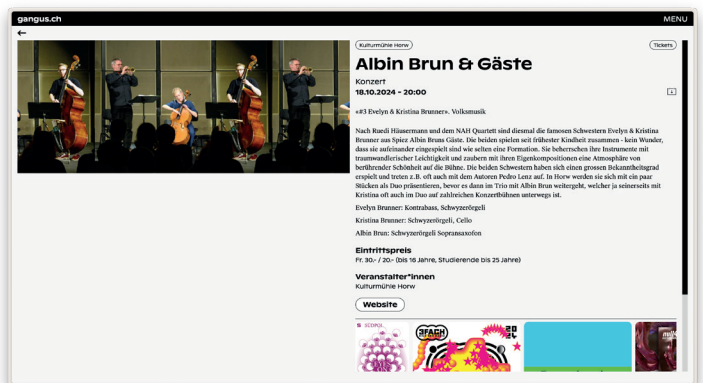 gangus.ch
MENU
←
Kulturmühle Horw
Tickets
Albin Brun & Gäste
Konzert
18.10.2024 – 20:00
«#3 Evelyn & Kristina Brunner». Volksmusik
Nach Ruedi Häusermann und dem NAH Quartett sind diesmal die famosen Schwestern Evelyn & Kristina
Brunner aus Spiez Albin Bruns Gäste. Die beiden spielen seit frühester Kindheit zusammen - kein Wunder,
dass sie aufeinander eingespielt sind wie selten eine Formation. Sie beherrschen ihre Instrumente mit
traumwandlerischer Leichtigkeit und zaubern mit ihren Eigenkompositionen eine Atmosphäre von
berührender Schönheit auf die Bühne. Die beiden Schwestern haben sich einen grossen Bekanntheitsgrad
erspielt und treten z.B. oft auch mit dem Autoren Pedro Lenz auf. In Horw werden sie sich mit ein paar
Stücken als Duo präsentieren, bevor es dann im Trio mit Albin Brun weitergeht, welcher ja seinerseits mit
Kristina oft auch im Duo auf zahlreichen Konzertbühnen unterwegs ist.
Evelyn Brunner: Kontrabass, Schwyzerörgeli
Kristina Brunner: Schwyzerörgeli, Cello
Albin Brun: Schwyzerörgeli Sopransaxofon
Eintrittspreis
Fr. 30.- / 20.- (bis 16 Jahre, Studierende bis 25 Jahre)
Veranstalter*innen
Kulturmühle Horw
Website
3FACH
20
24